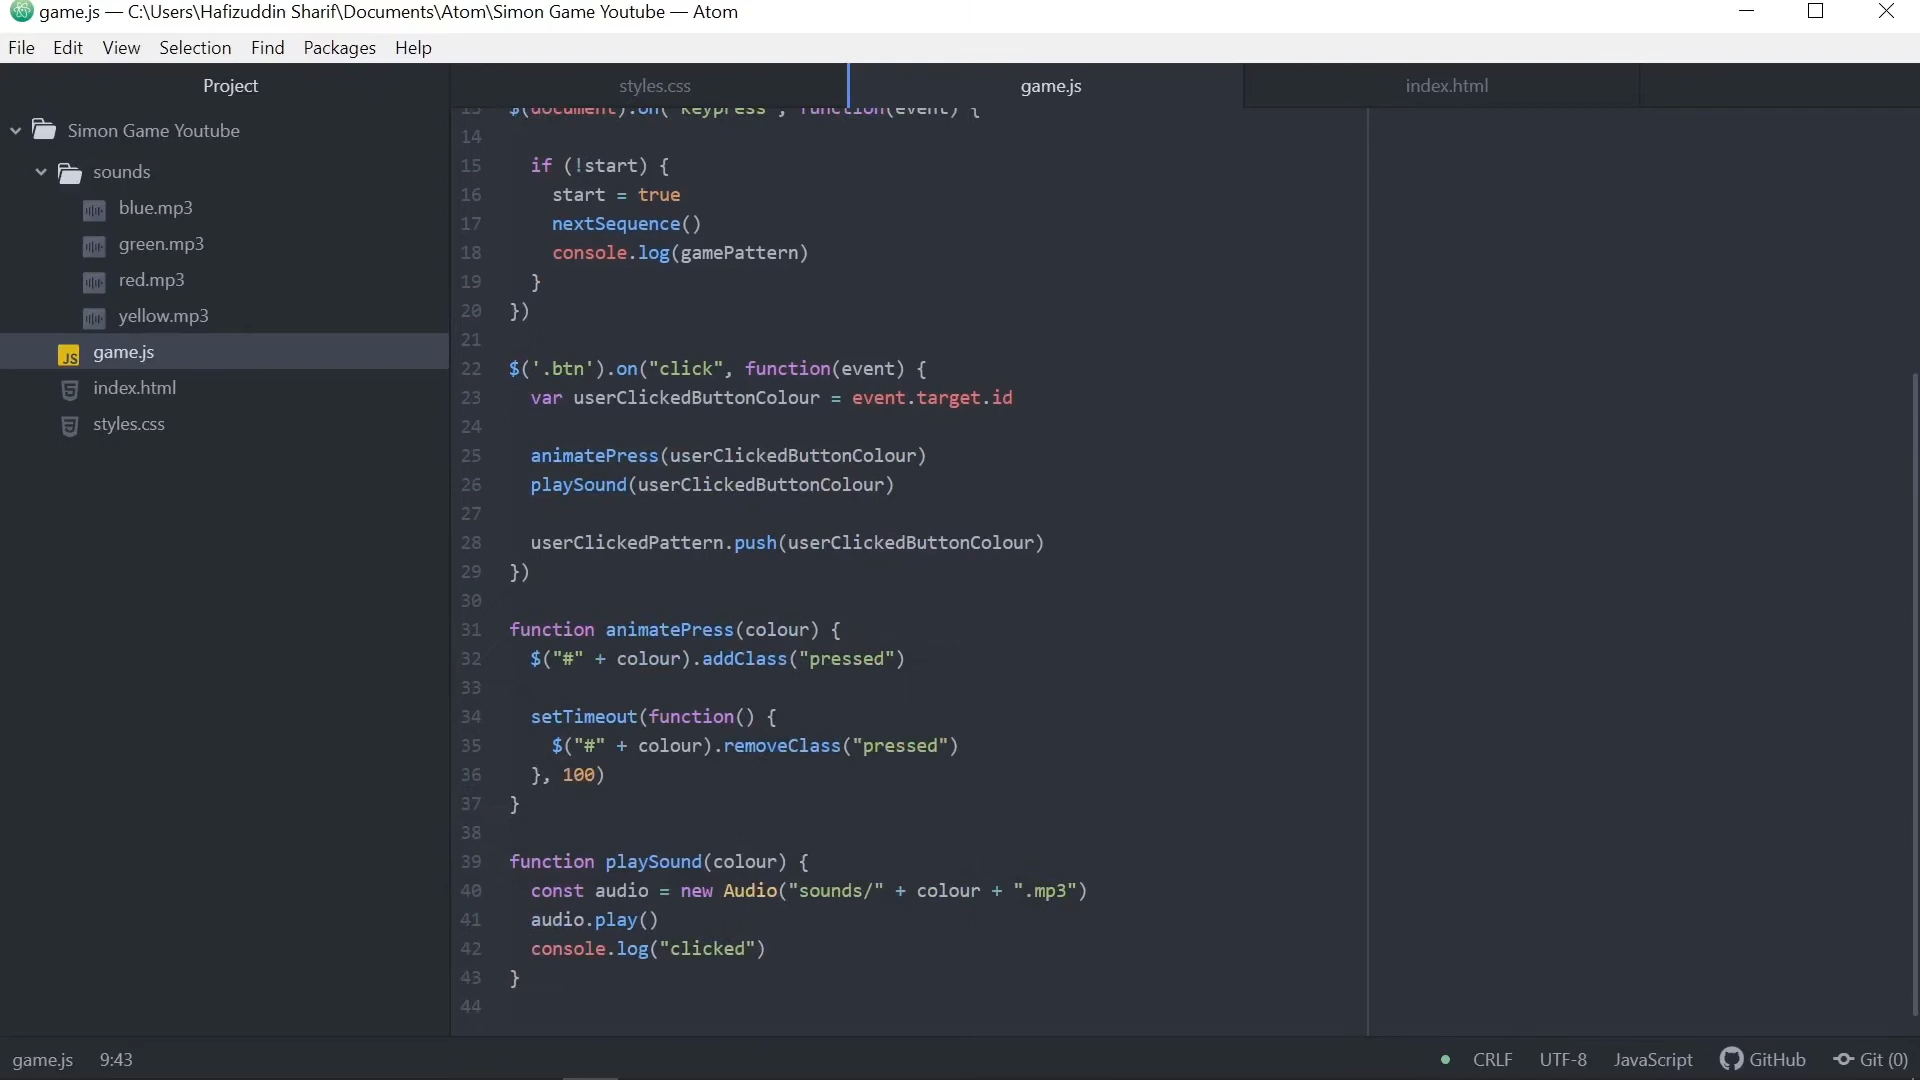 game.js — C:\Users\Hafizuddin Sharif\Documents\Atom\Simon Game Youtube — Atom
File Edit View Selection Find Packages Help
Project
styles.css game.js index.html
Simon Game Youtube
sounds
blue.mp3
green.mp3
red.mp3
yellow.mp3
game.js
index.html
styles.css
13 $(document).on("keypress", function(event) {
14
15 if (!start) {
16 start = true
17 nextSequence()
18 console.log(gamePattern)
19 }
20 })
21
22 $('.btn').on("click", function(event) {
23 var userClickedButtonColour = event.target.id
24
25 animatePress(userClickedButtonColour)
26 playSound(userClickedButtonColour)
27
28 userClickedPattern.push(userClickedButtonColour)
29 })
30
31 function animatePress(colour) {
32 $("#" + colour).addClass("pressed")
33
34 setTimeout(function() {
35 $("#" + colour).removeClass("pressed")
36 }, 100)
37 }
38
39 function playSound(colour) {
40 const audio = new Audio("sounds/" + colour + ".mp3")
41 audio.play()
42 console.log("clicked")
43 }
44
game.js 9:43 CRLF UTF-8 JavaScript GitHub Git (0)
JS